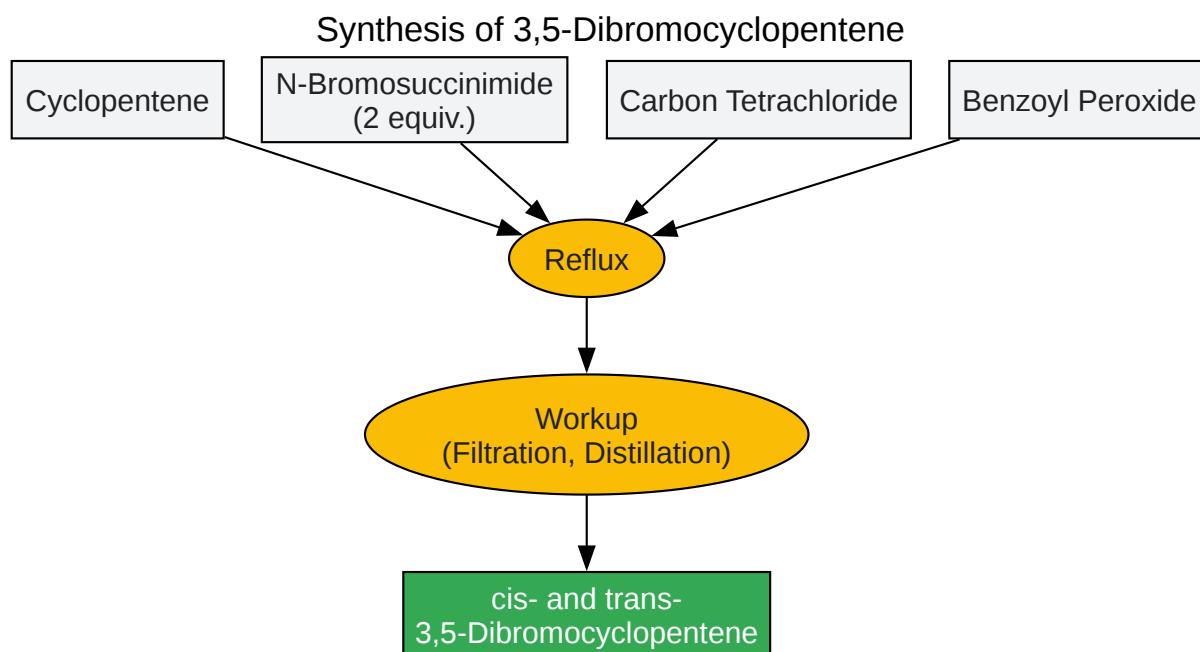 Synthesis of 3,5-Dibromocyclopentene
Cyclopentene
N-Bromosuccinimide
(2 equiv.)
Carbon Tetrachloride
Benzoyl Peroxide
Reflux
Workup
(Filtration, Distillation)
cis- and trans-
3,5-Dibromocyclopentene